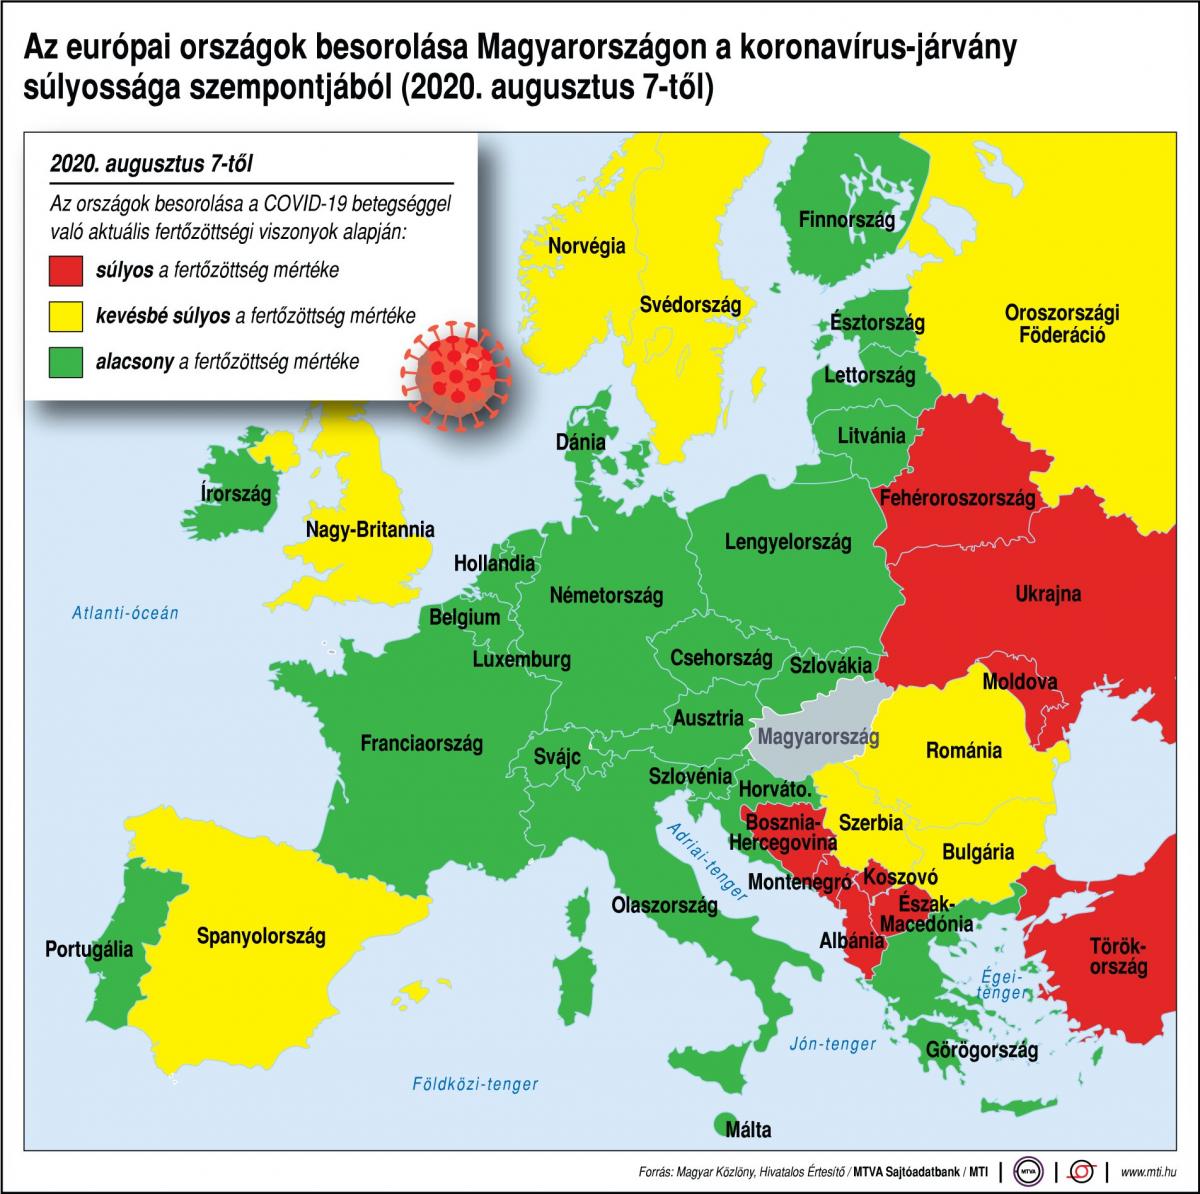 Az európai országok besorolása Magyarországon a koronavírus-járvány
súlyossága szempontjából (2020. augusztus 7-től)
2020. augusztus 7-től
Az országok besorolása a COVID-19 betegséggel
való aktuális fertőzöttségi viszonyok alapján:
súlyos a fertőzöttség mértéke
kevésbé súlyos a fertőzöttség mértéke
alacsony a fertőzöttség mértéke
Finnország
Norvégia
Svédország
Oroszországi
Föderáció
Észtország
Lettország
Litvánia
Dánia
Írország
Fehéroroszország
Nagy-Britannia
Lengyelország
Hollandia
Németország
Ukrajna
Atlanti-óceán
Belgium
Luxemburg
Csehország
Szlovákia
Moldova
Ausztria
Magyarország
Franciaország
Svájc
Románia
Szlovénia
Horváto.
Bosznia-
Hercegovina
Szerbia
Adriai-tenger
Bulgária
Montenegró
Koszovó
Olaszország
Észak-
Macedónia
Spanyolország
Albánia
Portugália
Török-
ország
Égei-
tenger
Jón-tenger
Görögország
Földközi-tenger
Málta
Forrás: Magyar Közlöny, Hivatalos Értesítő / MTVA Sajtóadatbank / MTI | MTVA | | www.mti.hu